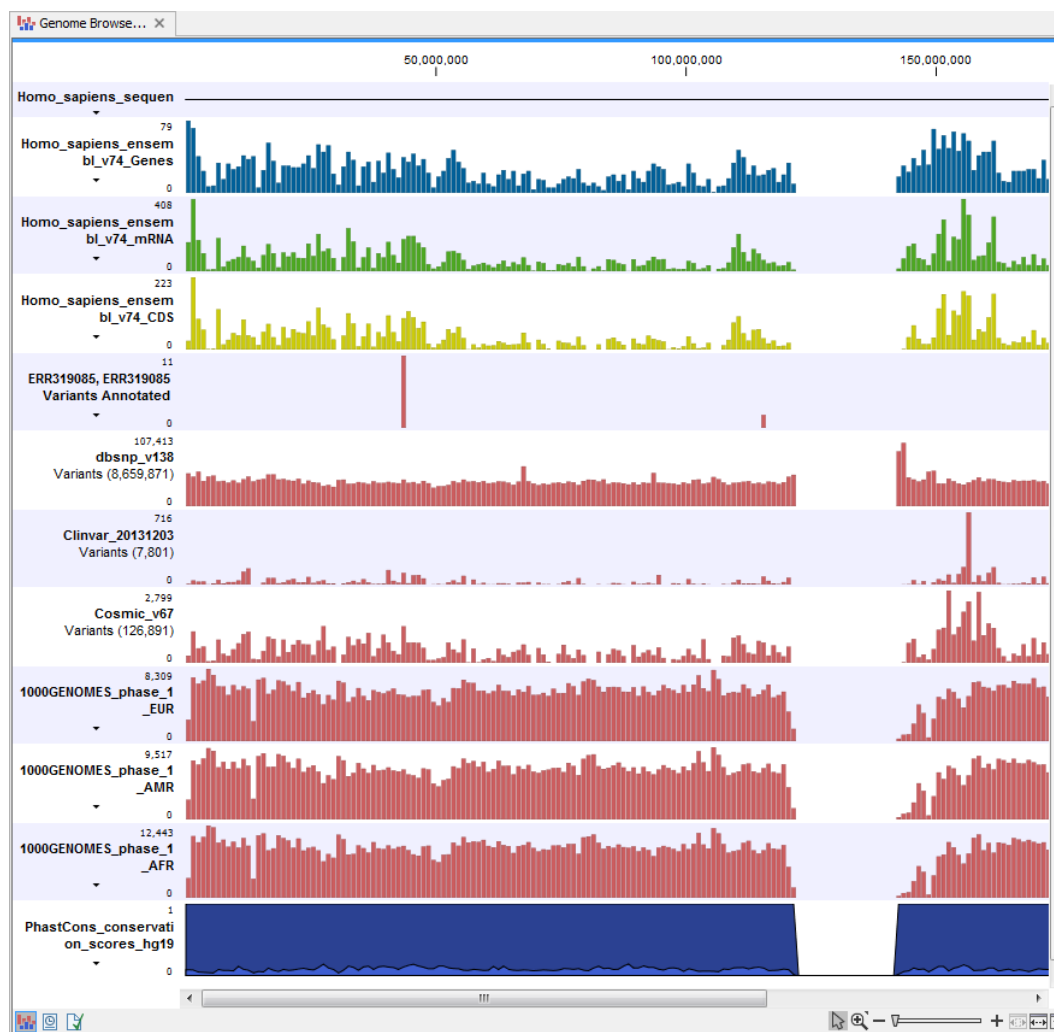 Genome Browse...
50,000,000 100,000,000 150,000,000
Homo_sapiens_sequen
79
Homo_sapiens_ensem
bl_v74_Genes
0
408
Homo_sapiens_ensem
bl_v74_mRNA
0
223
Homo_sapiens_ensem
bl_v74_CDS
0
11
ERR319085, ERR319085
Variants Annotated
0
107,413
dbsnp_v138
Variants (8,659,871)
0
716
Clinvar_20131203
Variants (7,801)
0
2,799
Cosmic_v67
Variants (126,891)
0
8,309
1000GENOMES_phase_1
_EUR
0
9,517
1000GENOMES_phase_1
_AMR
0
12,443
1000GENOMES_phase_1
_AFR
0
1
PhastCons_conservati
on_scores_hg19
0